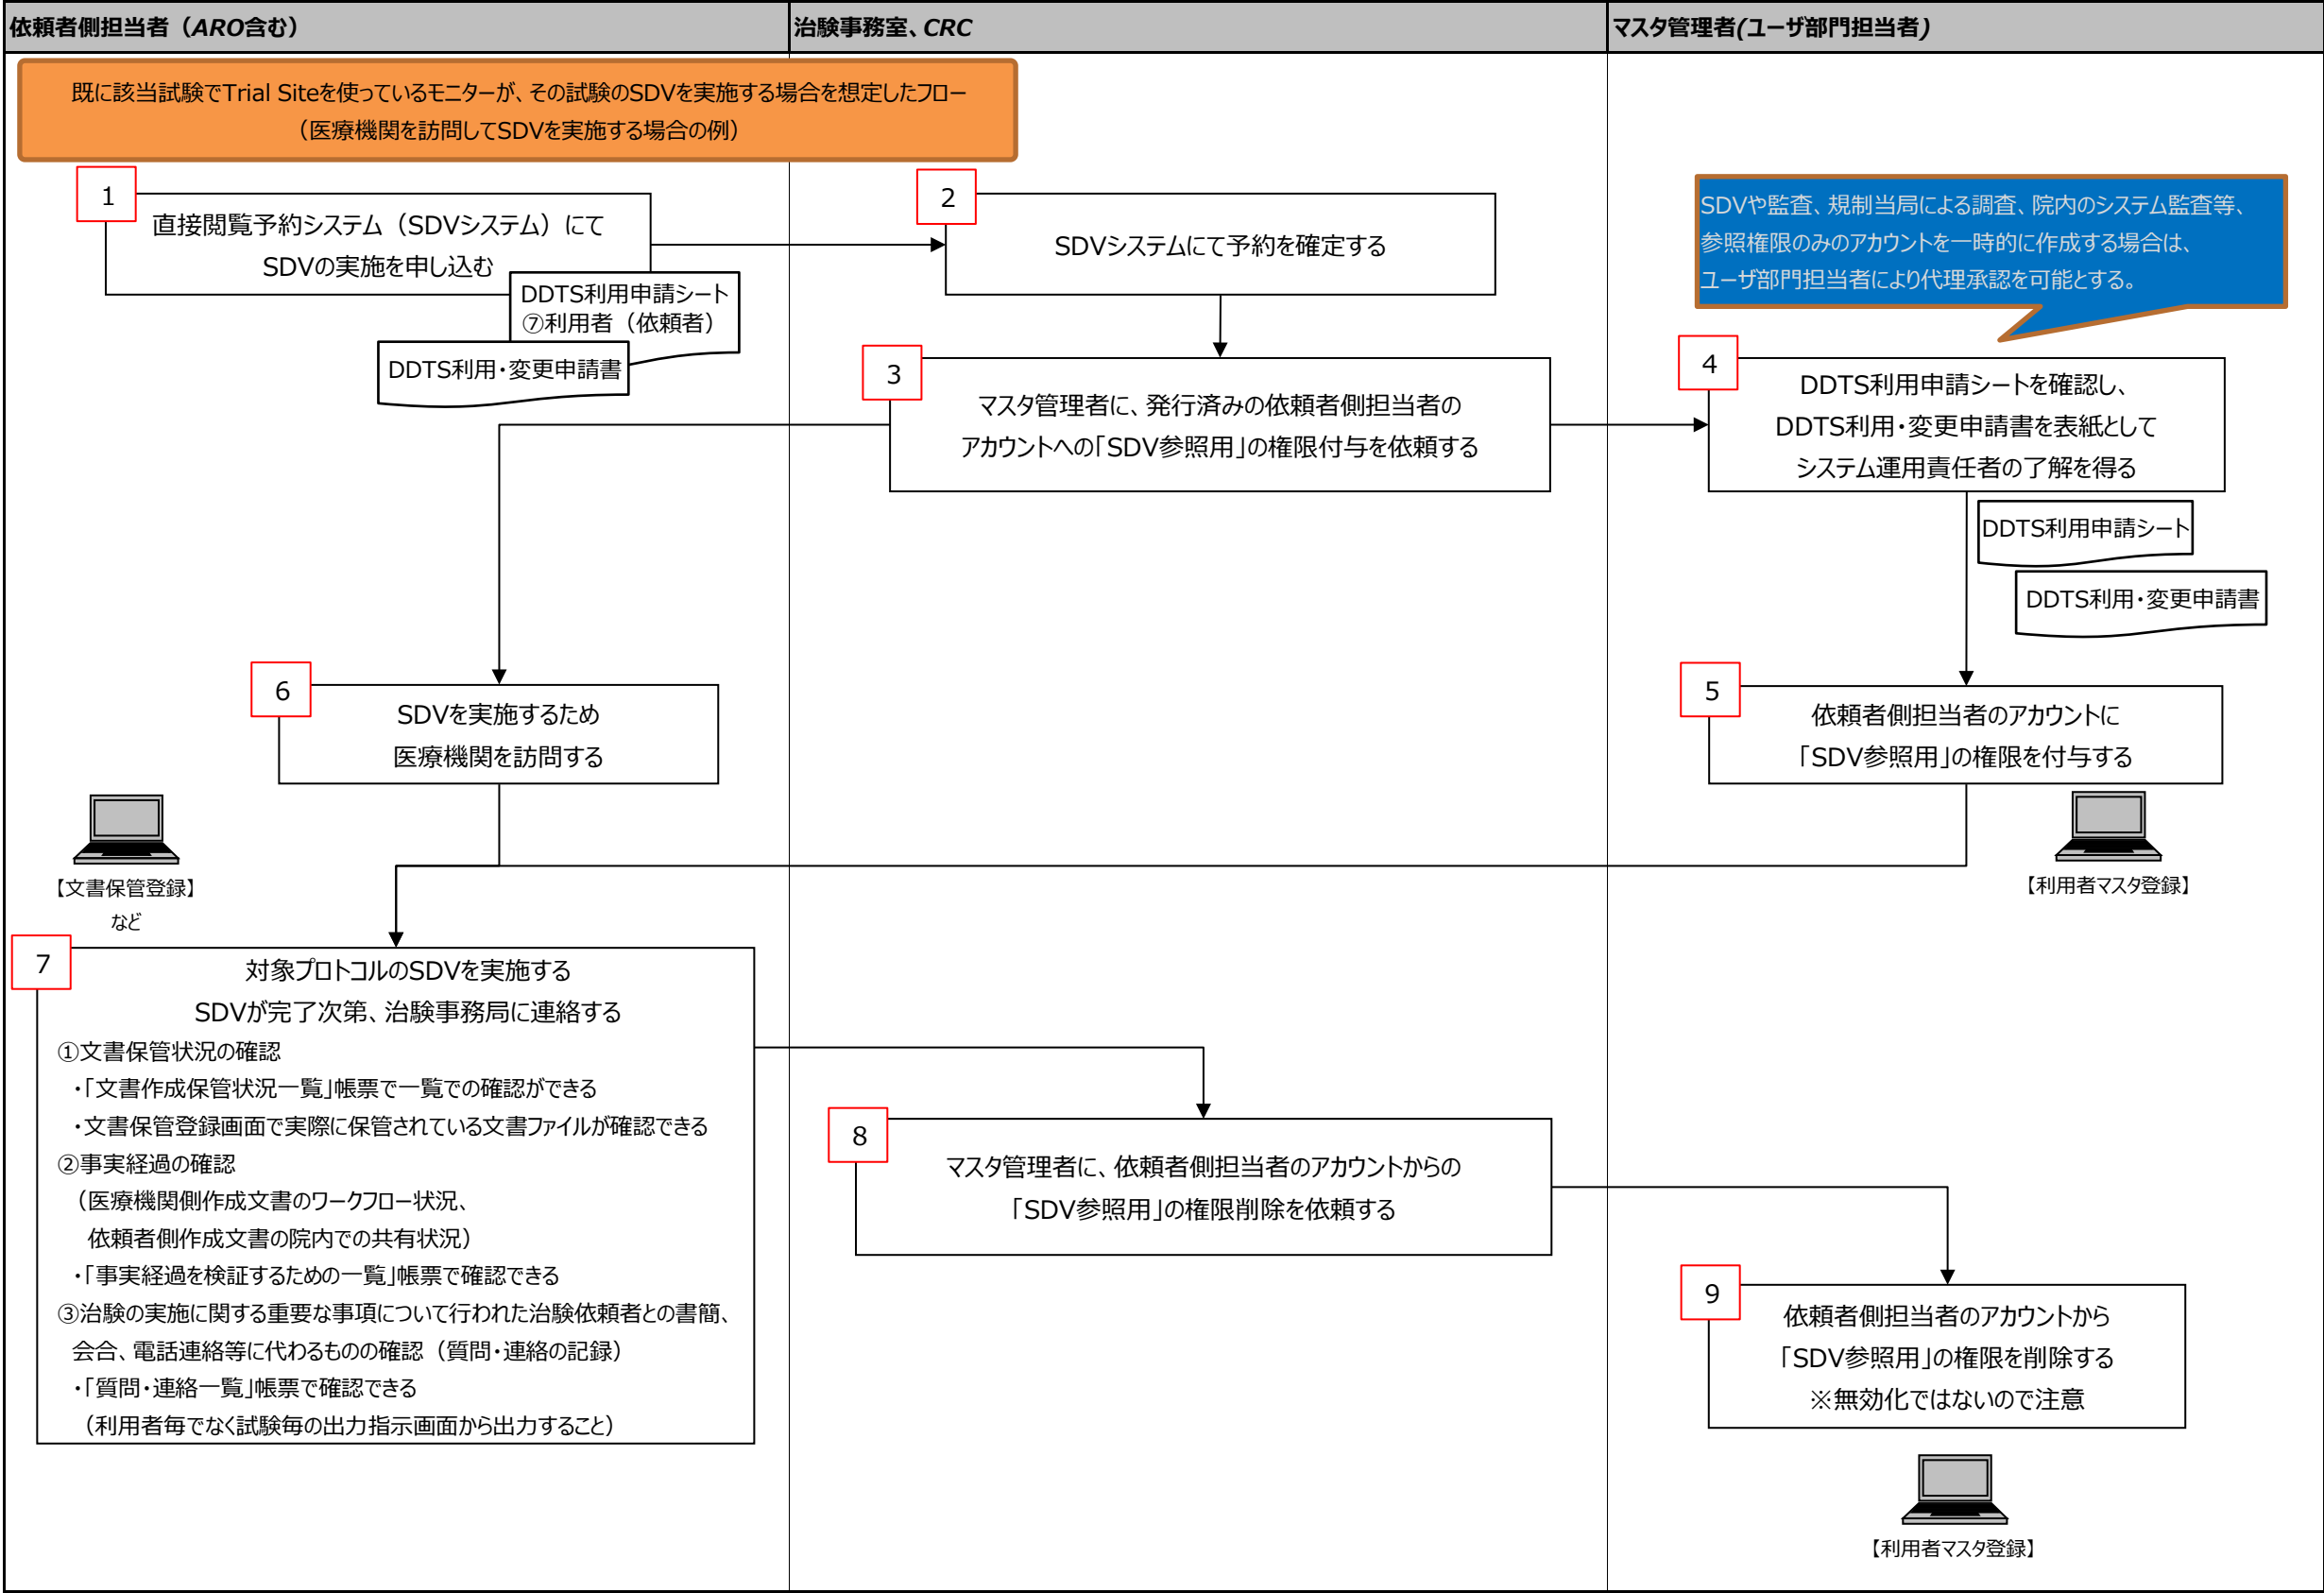 依頼者側担当者（ARO含む）
治験事務室、CRC
マスタ管理者(ユーザ部門担当者)
既に該当試験でTrial Siteを使っているモニターが、その試験のSDVを実施する場合を想定したフロー
（医療機関を訪問してSDVを実施する場合の例）
1
直接閲覧予約システム（SDVシステム）にて
SDVの実施を申し込む
DDTS利用申請シート
⑦利用者（依頼者）
DDTS利用・変更申請書
2
SDVシステムにて予約を確定する
SDVや監査、規制当局による調査、院内のシステム監査等、
参照権限のみのアカウントを一時的に作成する場合は、
ユーザ部門担当者により代理承認を可能とする。
3
マスタ管理者に、発行済みの依頼者側担当者の
アカウントへの「SDV参照用」の権限付与を依頼する
4
DDTS利用申請シートを確認し、
DDTS利用・変更申請書を表紙として
システム運用責任者の了解を得る
DDTS利用申請シート
DDTS利用・変更申請書
6
SDVを実施するため
医療機関を訪問する
5
依頼者側担当者のアカウントに
「SDV参照用」の権限を付与する
【文書保管登録】
など
【利用者マスタ登録】
7
対象プロトコルのSDVを実施する
SDVが完了次第、治験事務局に連絡する
①文書保管状況の確認
・「文書作成保管状況一覧」帳票で一覧での確認ができる
・文書保管登録画面で実際に保管されている文書ファイルが確認できる
②事実経過の確認
（医療機関側作成文書のワークフロー状況、
依頼者側作成文書の院内での共有状況）
・「事実経過を検証するための一覧」帳票で確認できる
③治験の実施に関する重要な事項について行われた治験依頼者との書簡、
会合、電話連絡等に代わるものの確認（質問・連絡の記録）
・「質問・連絡一覧」帳票で確認できる
（利用者毎でなく試験毎の出力指示画面から出力すること）
8
マスタ管理者に、依頼者側担当者のアカウントからの
「SDV参照用」の権限削除を依頼する
9
依頼者側担当者のアカウントから
「SDV参照用」の権限を削除する
※無効化ではないので注意
【利用者マスタ登録】